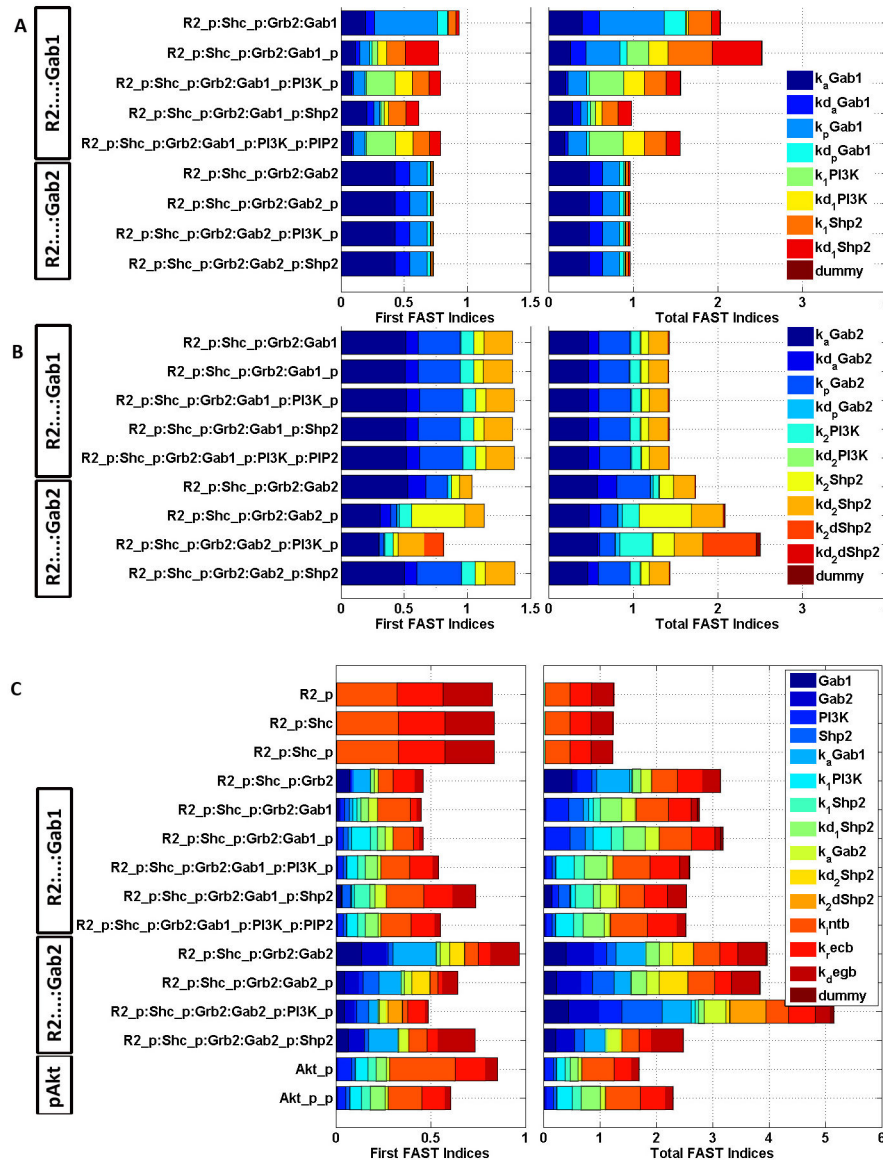 A
R2:....:Gab1
R2_p:Shc_p:Grb2:Gab1
R2_p:Shc_p:Grb2:Gab1_p
R2_p:Shc_p:Grb2:Gab1_p:PI3K_p
R2_p:Shc_p:Grb2:Gab1_p:Shp2
R2_p:Shc_p:Grb2:Gab1_p:PI3K_p:PIP2
R2:....:Gab2
R2_p:Shc_p:Grb2:Gab2
R2_p:Shc_p:Grb2:Gab2_p
R2_p:Shc_p:Grb2:Gab2_p:PI3K_p
R2_p:Shc_p:Grb2:Gab2_p:Shp2
0 0.5 1 1.5
First FAST Indices
0 1 2 3
Total FAST Indices
kaGab1
kdaGab1
kpGab1
kdpGab1
k1PI3K
kd1PI3K
k1Shp2
kd1Shp2
dummy
B
R2:....:Gab1
R2_p:Shc_p:Grb2:Gab1
R2_p:Shc_p:Grb2:Gab1_p
R2_p:Shc_p:Grb2:Gab1_p:PI3K_p
R2_p:Shc_p:Grb2:Gab1_p:Shp2
R2_p:Shc_p:Grb2:Gab1_p:PI3K_p:PIP2
R2:....:Gab2
R2_p:Shc_p:Grb2:Gab2
R2_p:Shc_p:Grb2:Gab2_p
R2_p:Shc_p:Grb2:Gab2_p:PI3K_p
R2_p:Shc_p:Grb2:Gab2_p:Shp2
0 0.5 1 1.5
First FAST Indices
0 1 2 3
Total FAST Indices
kaGab2
kdaGab2
kpGab2
kdpGab2
k2PI3K
kd2PI3K
k2Shp2
kd2Shp2
k2dShp2
kd2dShp2
dummy
C
R2_p
R2_p:Shc
R2_p:Shc_p
R2:....:Gab1
R2_p:Shc_p:Grb2
R2_p:Shc_p:Grb2:Gab1
R2_p:Shc_p:Grb2:Gab1_p
R2_p:Shc_p:Grb2:Gab1_p:PI3K_p
R2_p:Shc_p:Grb2:Gab1_p:Shp2
R2_p:Shc_p:Grb2:Gab1_p:PI3K_p:PIP2
R2:....:Gab2
R2_p:Shc_p:Grb2:Gab2
R2_p:Shc_p:Grb2:Gab2_p
R2_p:Shc_p:Grb2:Gab2_p:PI3K_p
R2_p:Shc_p:Grb2:Gab2_p:Shp2
pAkt
Akt_p
Akt_p_p
0 0.5 1
First FAST Indices
0 1 2 3 4 5 6
Total FAST Indices
Gab1
Gab2
PI3K
Shp2
kaGab1
k1PI3K
k1Shp2
kd1Shp2
kaGab2
kd2Shp2
k2dShp2
kintb
krecb
kdegb
dummy